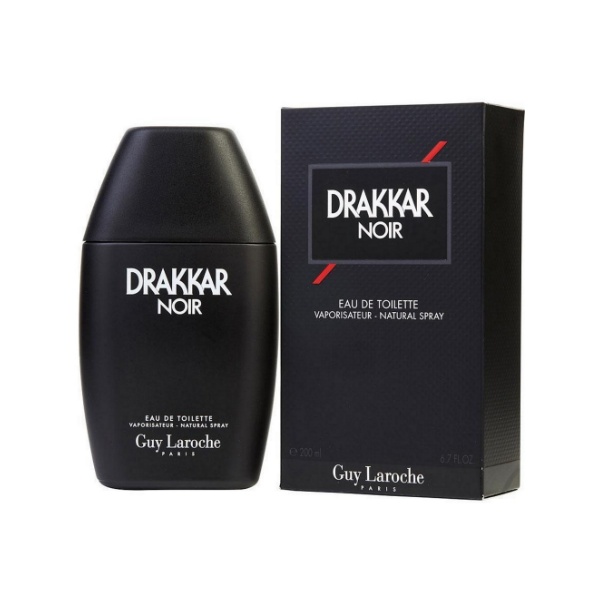 DRAKKAR
NOIR
EAU DE TOILETTE
VAPORISATEUR - NATURAL SPRAY
Guy Laroche
PARIS
DRAKKAR
NOIR
EAU DE TOILETTE
VAPORISATEUR - NATURAL SPRAY
℮ 200 ml 6.7 FL.OZ.
Guy Laroche
PARIS